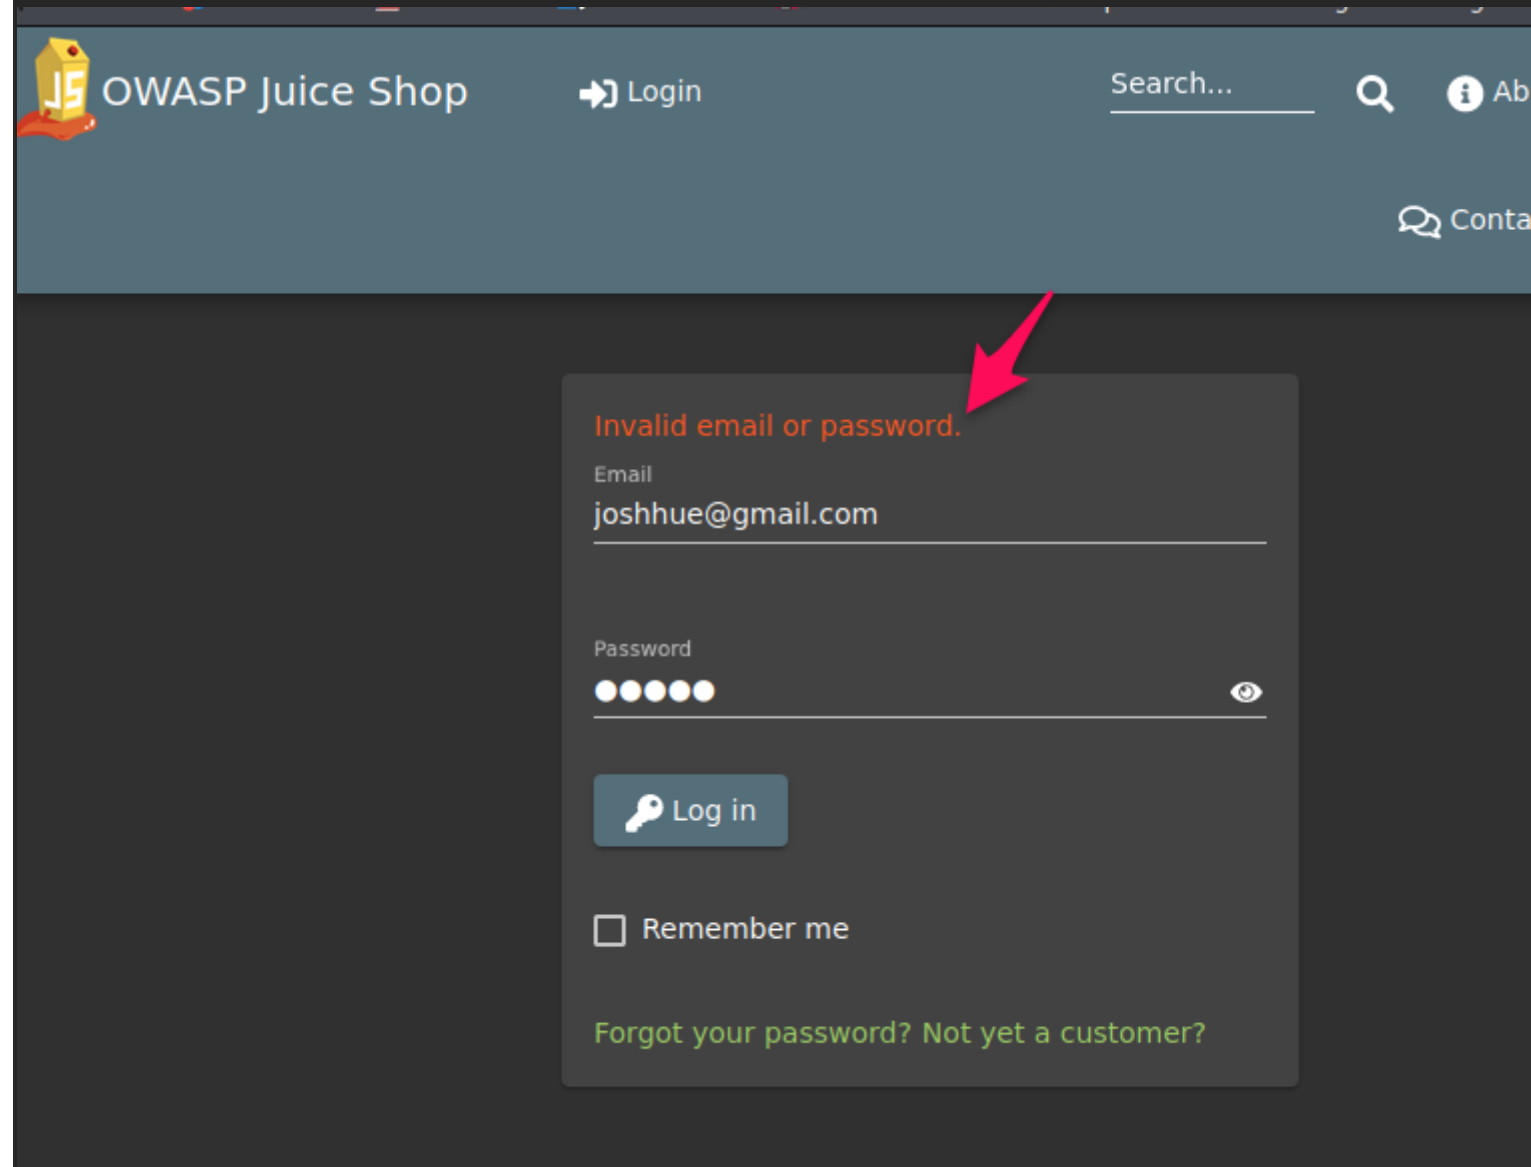 OWASP Juice Shop
Login
Search...
Ab
Conta
Invalid email or password.
Email
joshhue@gmail.com
Password
Log in
Remember me
Forgot your password? Not yet a customer?